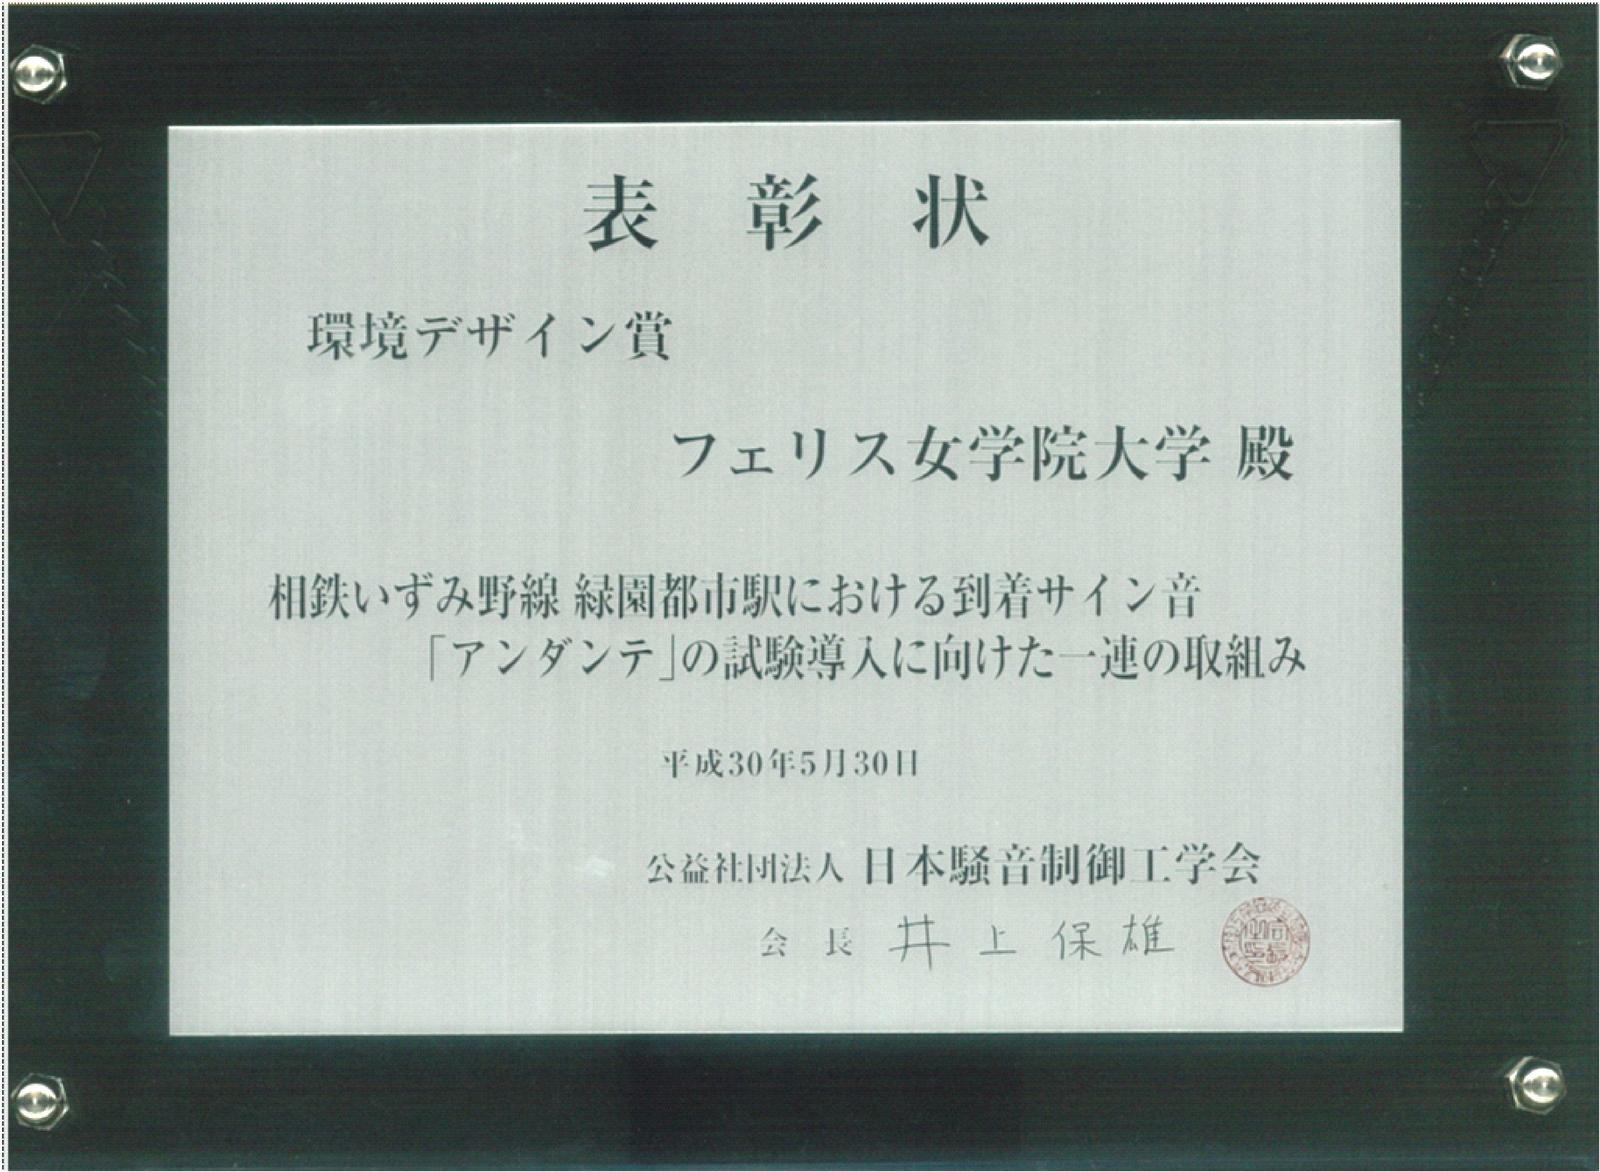 表彰状
環境デザイン賞
フェリス女学院大学 殿
相鉄いずみ野線 緑園都市駅における到着サイン音
「アンダンテ」の試験導入に向けた一連の取組み
平成30年5月30日
公益社団法人 日本騒音制御工学会
会 長 井上保雄